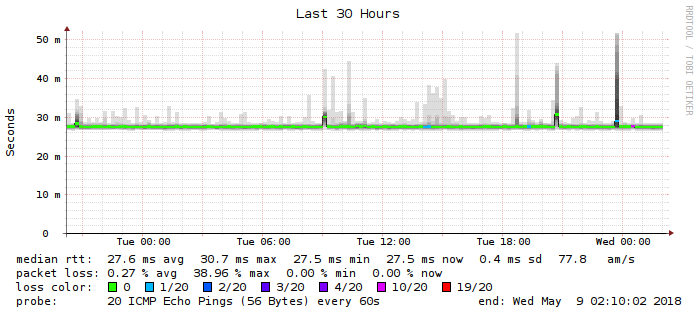 Last 30 Hours
RRDTOOL / TOBI OETIKER
Seconds
50 m
40 m
30 m
20 m
10 m
0
Tue 00:00 Tue 06:00 Tue 12:00 Tue 18:00 Wed 00:00
median rtt: 27.6 ms avg 30.7 ms max 27.5 ms min 27.5 ms now 0.4 ms sd 77.8 am/s
packet loss: 0.27 % avg 38.96 % max 0.00 % min 0.00 % now
loss color: 0 1/20 2/20 3/20 4/20 10/20 19/20
probe: 20 ICMP Echo Pings (56 Bytes) every 60s end: Wed May 9 02:10:02 2018